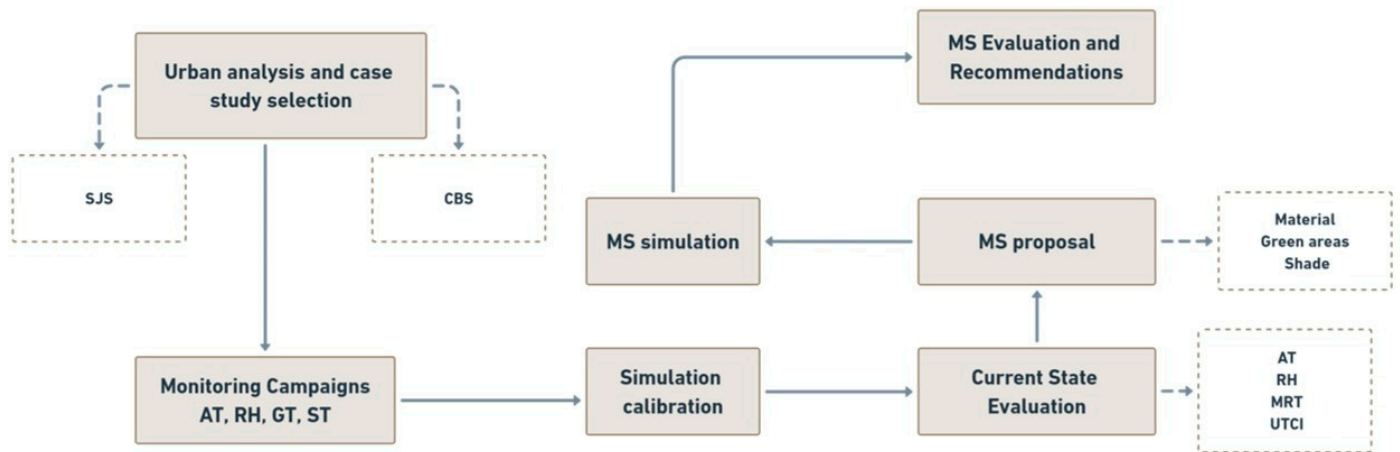 Urban analysis and case
study selection
SJS
CBS
Monitoring Campaigns
AT, RH, GT, ST
Simulation
calibration
Current State
Evaluation
AT
RH
MRT
UTCI
MS proposal
Material
Green areas
Shade
MS simulation
MS Evaluation and
Recommendations